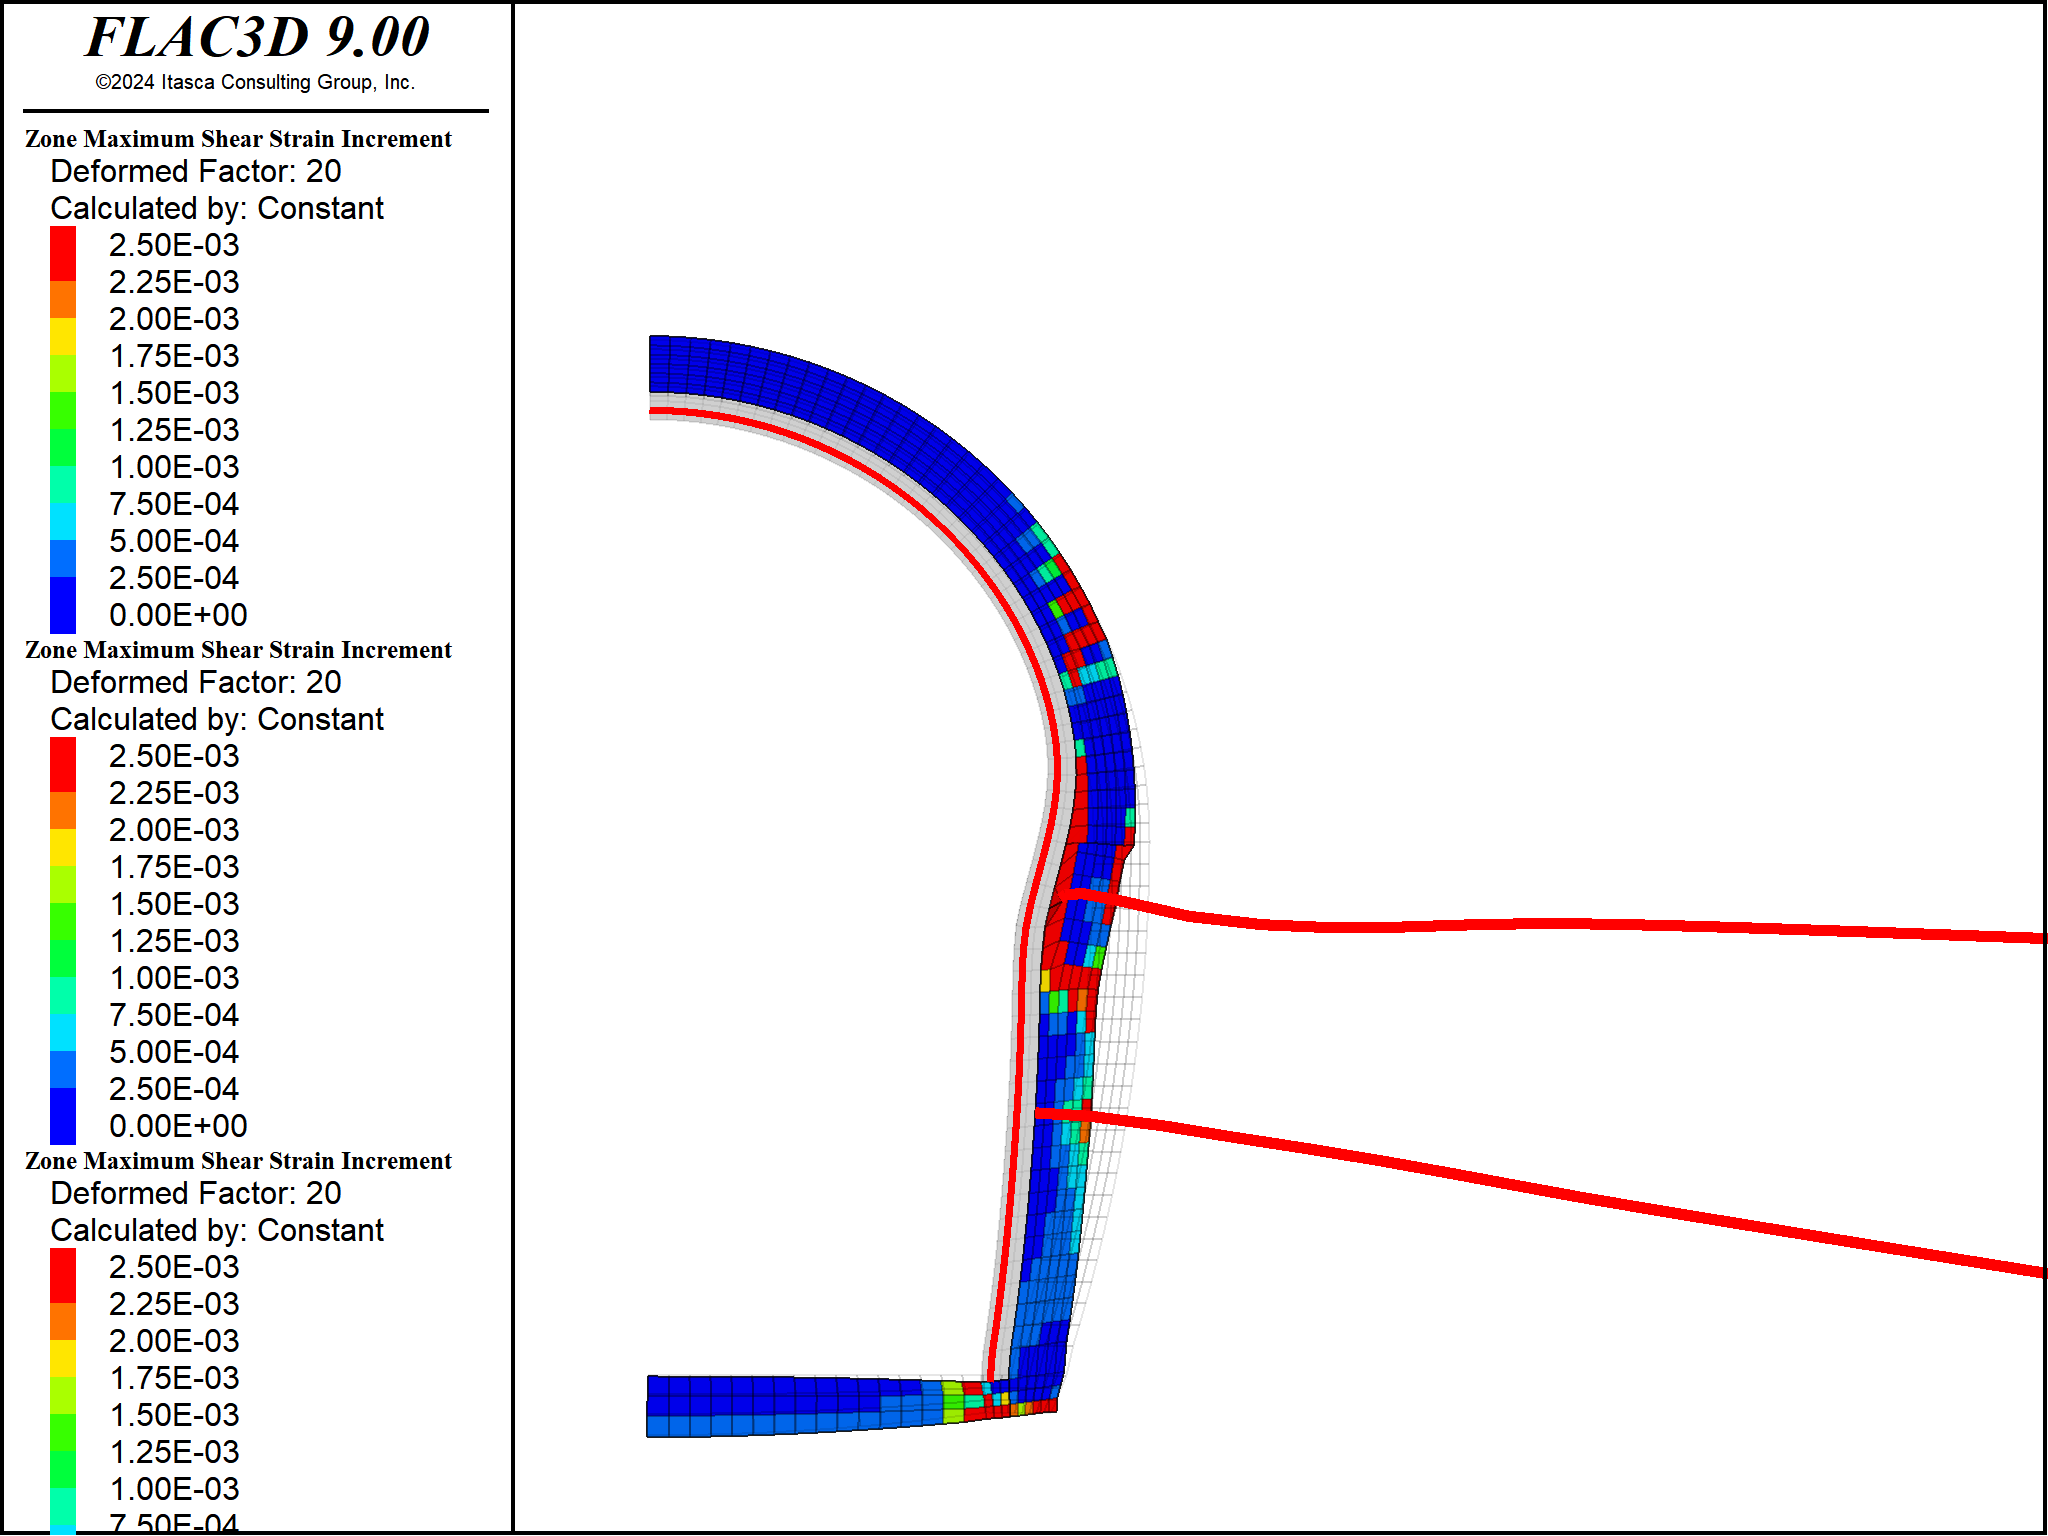 FLAC3D 9.00
©2024 Itasca Consulting Group, Inc.
Zone Maximum Shear Strain Increment
Deformed Factor: 20
Calculated by: Constant
2.50E-03
2.25E-03
2.00E-03
1.75E-03
1.50E-03
1.25E-03
1.00E-03
7.50E-04
5.00E-04
2.50E-04
0.00E+00
Zone Maximum Shear Strain Increment
Deformed Factor: 20
Calculated by: Constant
2.50E-03
2.25E-03
2.00E-03
1.75E-03
1.50E-03
1.25E-03
1.00E-03
7.50E-04
5.00E-04
2.50E-04
0.00E+00
Zone Maximum Shear Strain Increment
Deformed Factor: 20
Calculated by: Constant
2.50E-03
2.25E-03
2.00E-03
1.75E-03
1.50E-03
1.25E-03
1.00E-03
7.50E-04